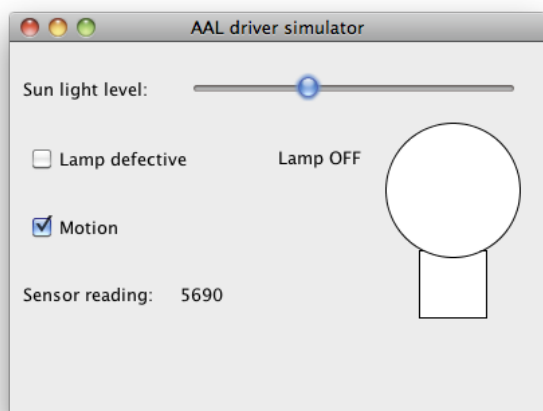 AAL driver simulator
Sun light level:
Lamp defective
Lamp OFF
Motion
Sensor reading: 5690